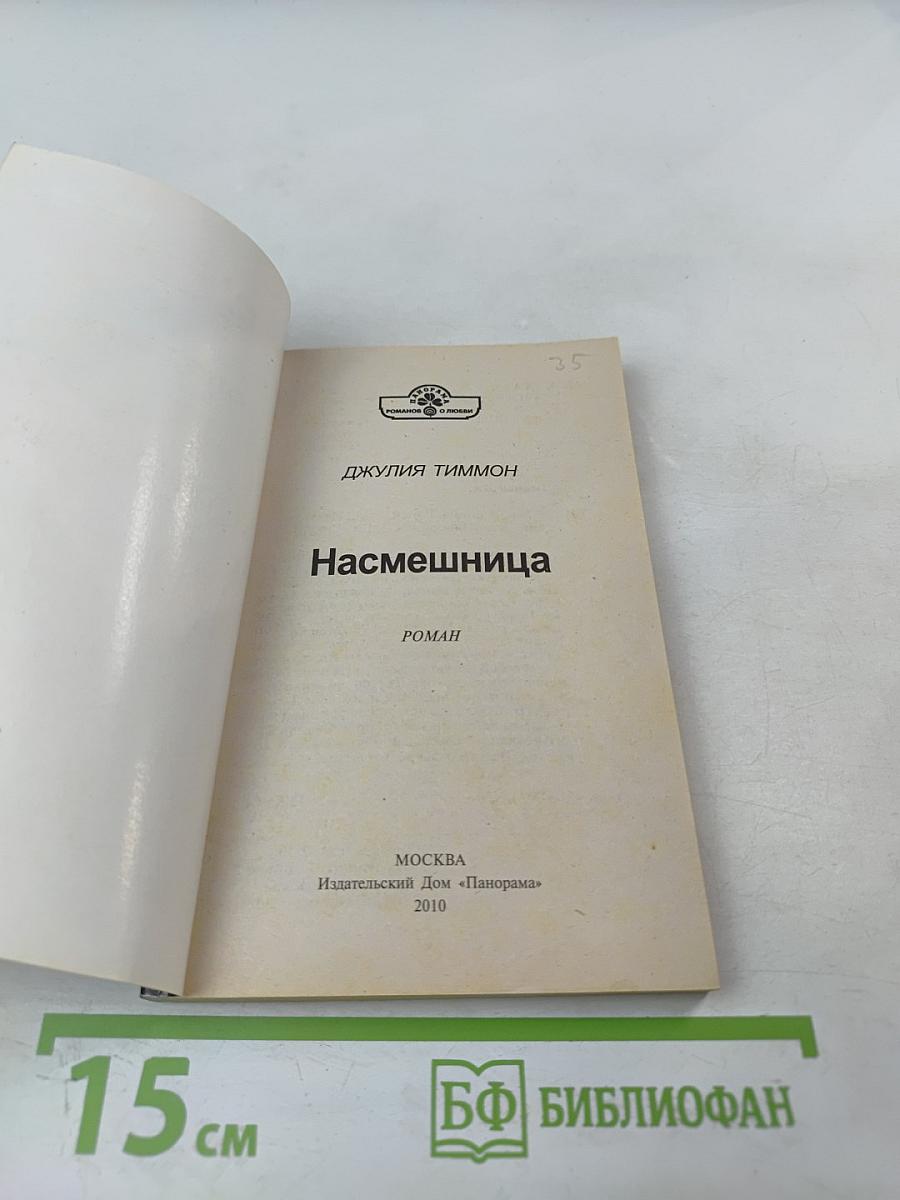 35
ПАНОРАМА
РОМАНОВ О ЛЮБВИ
ДЖУЛИЯ ТИММОН
Насмешница
РОМАН
МОСКВА
Издательский Дом «Панорама»
2010
15 см
БФ БИБЛИОФАН